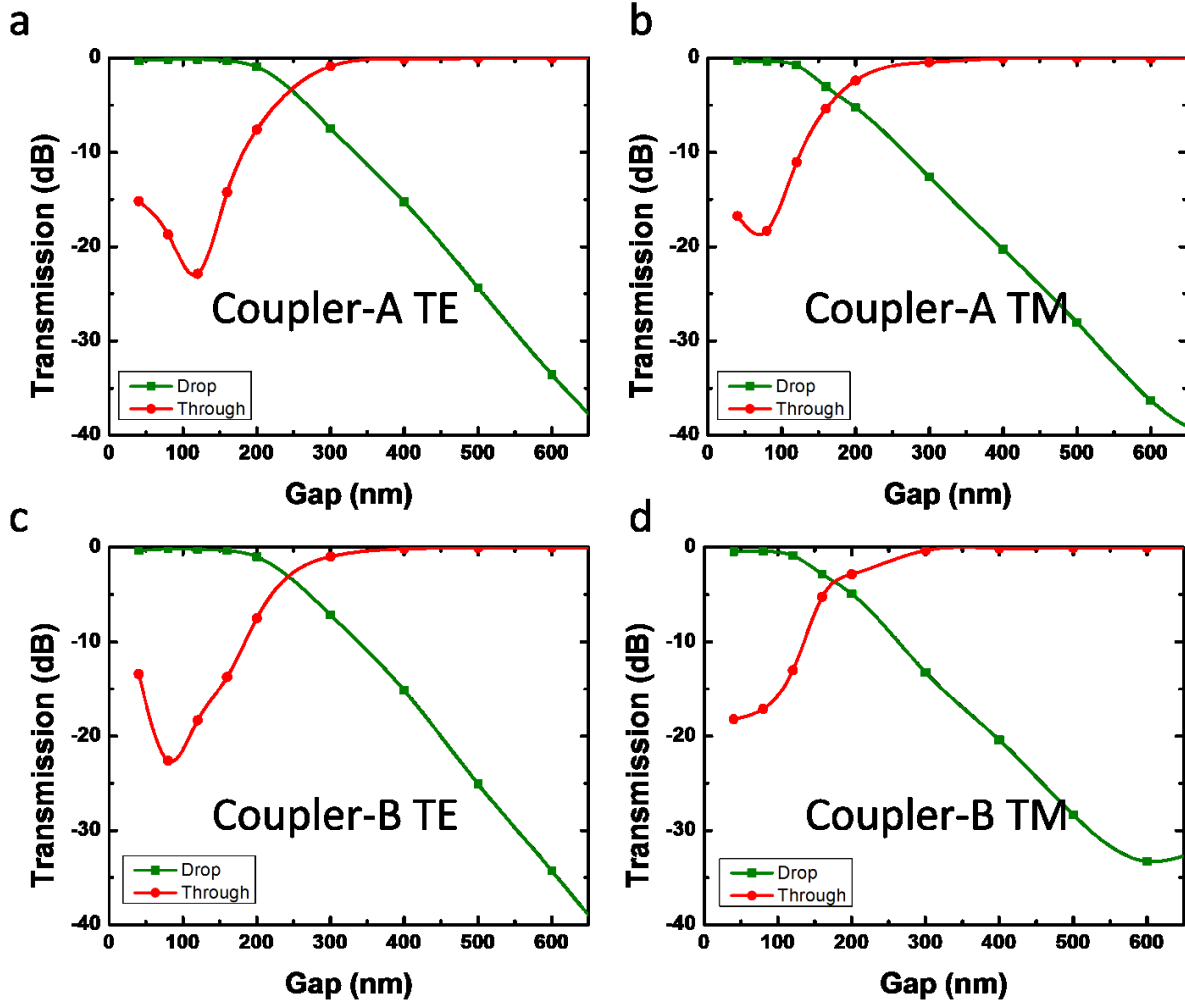 a
Transmission (dB)
0
-10
-20
-30
-40
Coupler-A TE
Drop
Through
0 100 200 300 400 500 600
Gap (nm)
b
Transmission (dB)
0
-10
-20
-30
-40
Coupler-A TM
Drop
Through
0 100 200 300 400 500 600
Gap (nm)
c
Transmission (dB)
0
-10
-20
-30
-40
Coupler-B TE
Drop
Through
0 100 200 300 400 500 600
Gap (nm)
d
Transmission (dB)
0
-10
-20
-30
-40
Coupler-B TM
Drop
Through
0 100 200 300 400 500 600
Gap (nm)